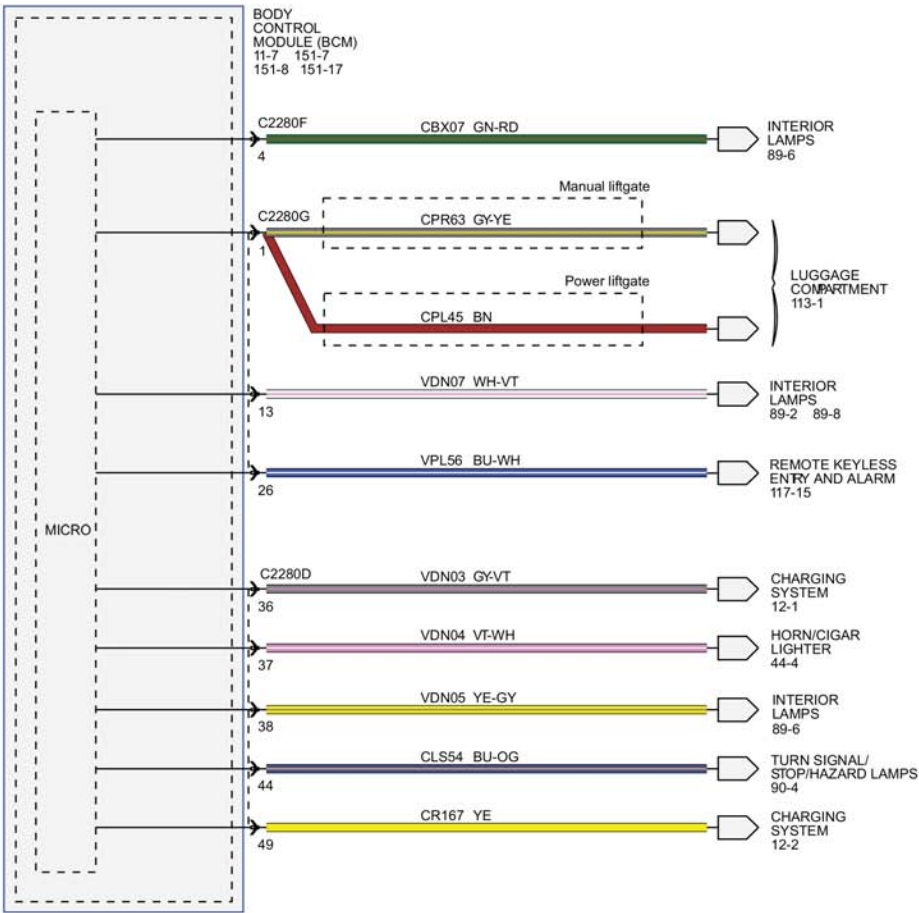 BODY
CONTROL
MODULE (BCM)
11-7 151-7
151-8 151-17
C2280F
CBX07 GN-RD
4
INTERIOR
LAMPS
89-6
Manual liftgate
C2280G
CPR63 GY-YE
1
Power liftgate
CPL45 BN
LUGGAGE
COMPARTMENT
113-1
VDN07 WH-VT
13
INTERIOR
LAMPS
89-2 89-8
VPL56 BU-WH
26
REMOTE KEYLESS
ENTRY AND ALARM
117-15
MICRO
C2280D
VDN03 GY-VT
36
CHARGING
SYSTEM
12-1
VDN04 VT-WH
37
HORN/CIGAR
LIGHTER
44-4
VDN05 YE-GY
38
INTERIOR
LAMPS
89-6
CLS54 BU-OG
44
TURN SIGNAL/
STOP/HAZARD LAMPS
90-4
CR167 YE
49
CHARGING
SYSTEM
12-2